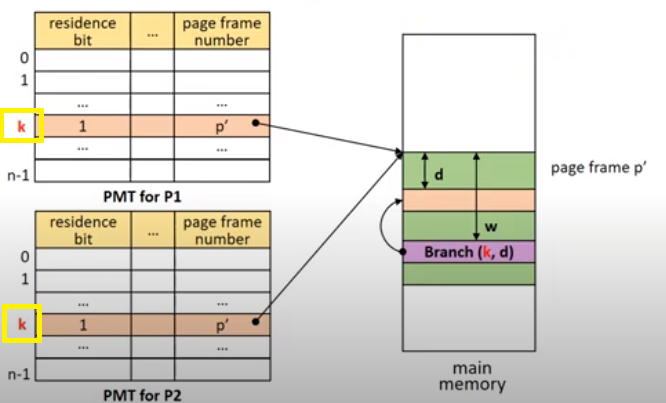 residence bit
...
page frame number
0
1
...
...
k
1
p'
...
...
n-1
PMT for P1
residence bit
...
page frame number
0
1
...
...
k
1
p'
...
...
n-1
PMT for P2
page frame p'
d
w
Branch (k, d)
main
memory